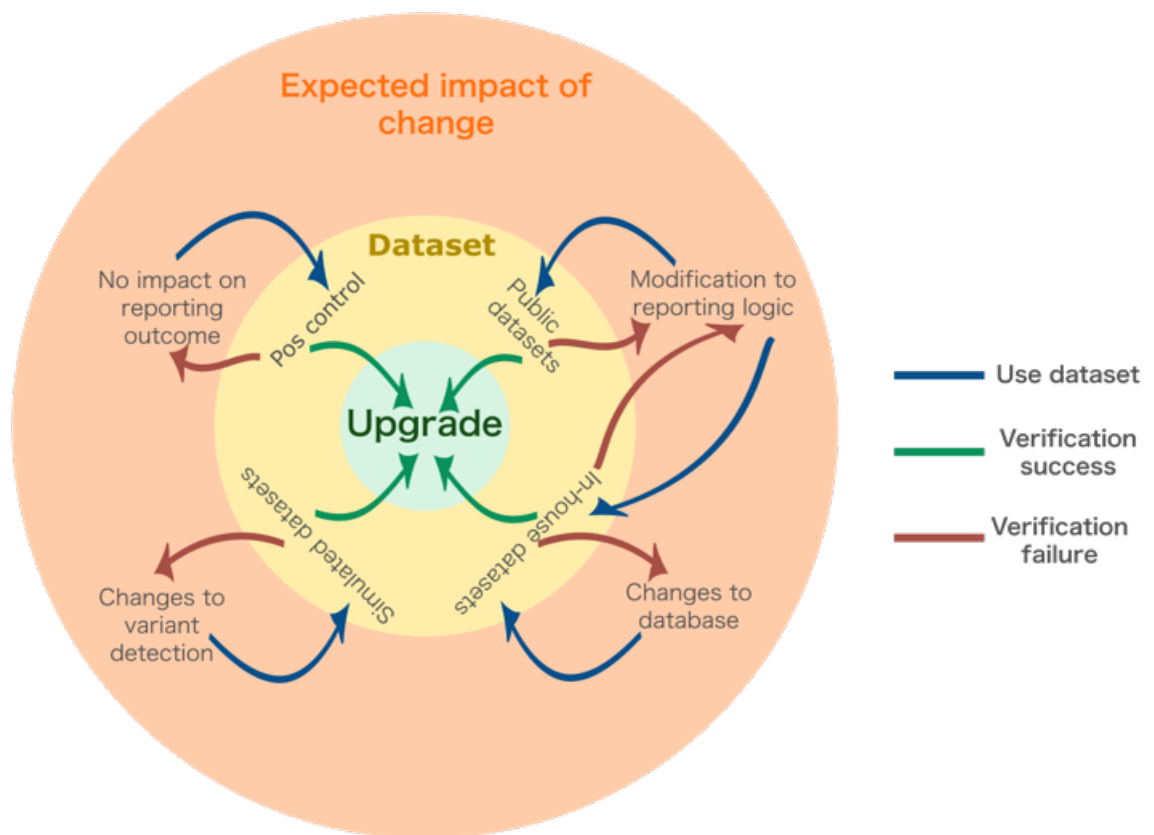 Expected impact of
change
Dataset
No impact on
reporting
outcome
Pos control
Public
datasets
Modification to
reporting logic
Upgrade
Simulated datasets
In-house datasets
Changes to
variant
detection
Changes to
database
Use dataset
Verification
success
Verification
failure